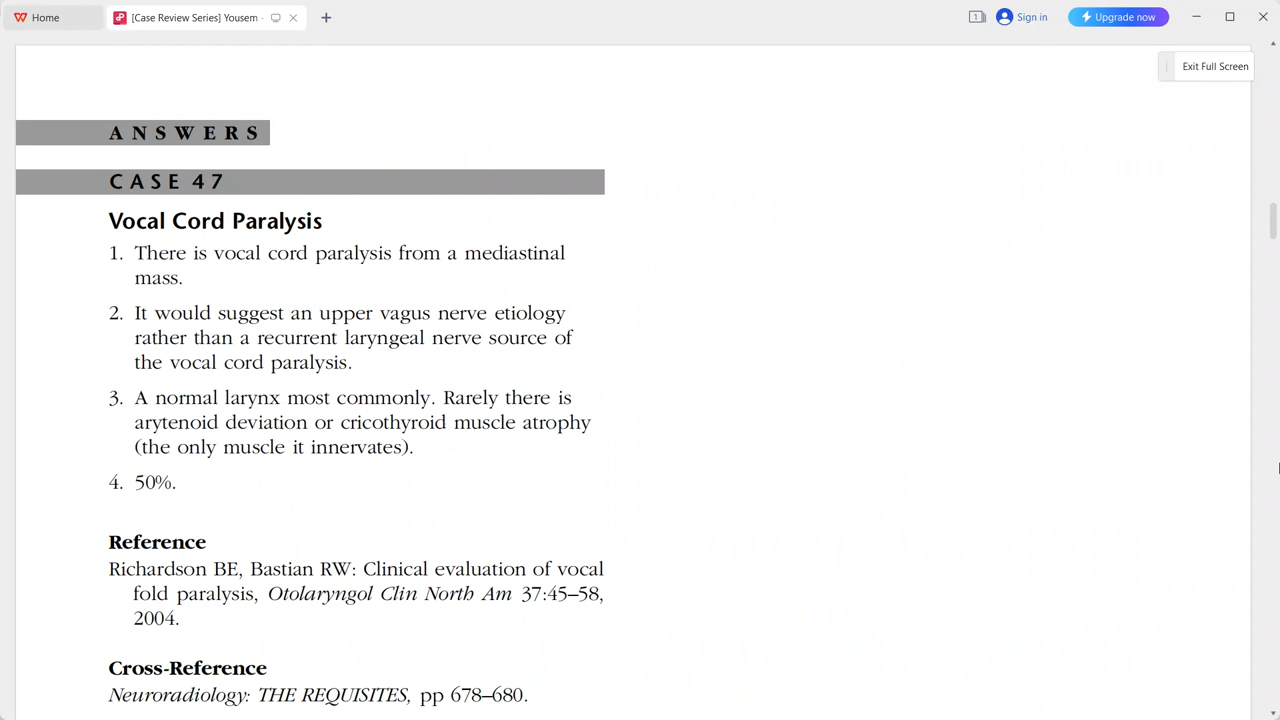 Home
[Case Review Series] Yousem -
1
Sign in
Upgrade now
Exit Full Screen
ANSWERS
CASE 47
Vocal Cord Paralysis
1. There is vocal cord paralysis from a mediastinal
mass.
2. It would suggest an upper vagus nerve etiology
rather than a recurrent laryngeal nerve source of
the vocal cord paralysis.
3. A normal larynx most commonly. Rarely there is
arytenoid deviation or cricothyroid muscle atrophy
(the only muscle it innervates).
4. 50%.
Reference
Richardson BE, Bastian RW: Clinical evaluation of vocal
fold paralysis, Otolaryngol Clin North Am 37:45–58,
2004.
Cross-Reference
Neuroradiology: THE REQUISITES, pp 678–680.